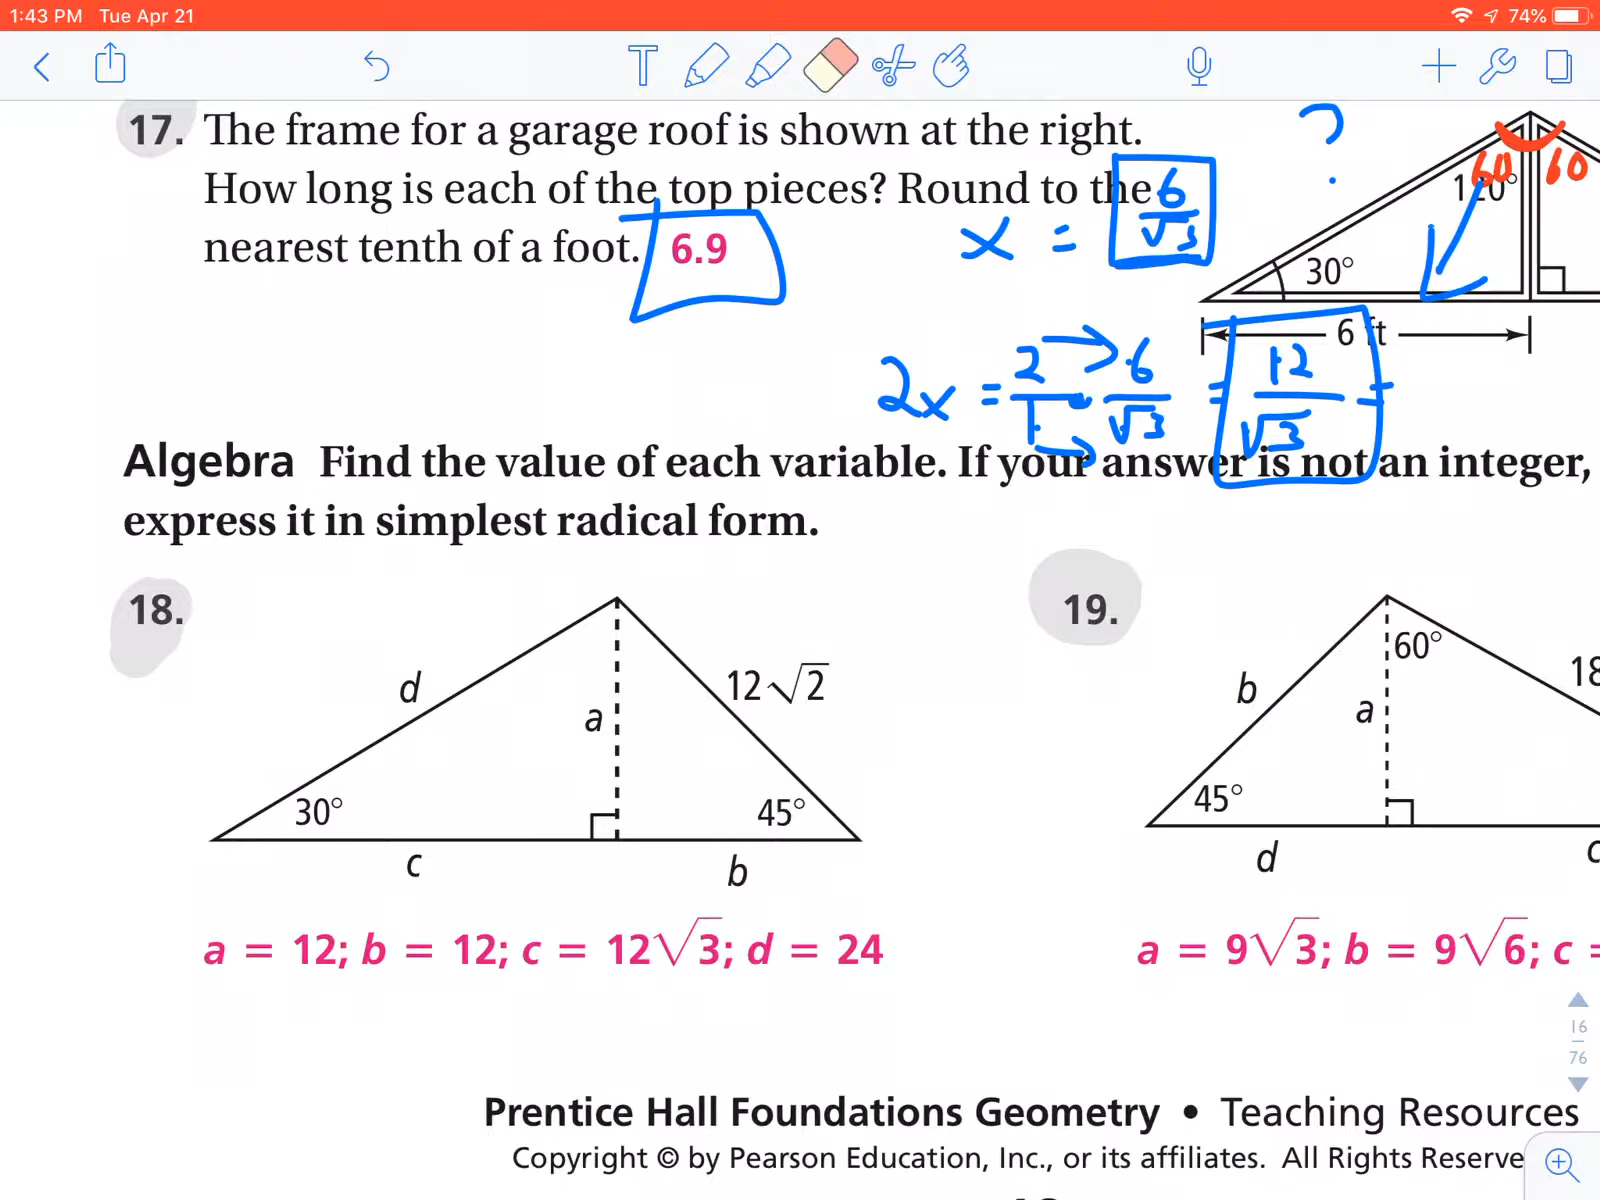 1:43 PM Tue Apr 21
74%
T
17. The frame for a garage roof is shown at the right.
How long is each of the top pieces? Round to the
nearest tenth of a foot. 6.9
?
x = 6/√3
60 60
120°
30°
6 ft
2x = 2/1 · 6/√3 = 12/√3 =
Algebra Find the value of each variable. If your answer is not an integer,
express it in simplest radical form.
18.
d
a
12√2
30°
45°
c
b
a = 12; b = 12; c = 12√3; d = 24
19.
60°
b
a
18
45°
d
c
a = 9√3; b = 9√6; c =
16
76
Prentice Hall Foundations Geometry • Teaching Resources
Copyright © by Pearson Education, Inc., or its affiliates. All Rights Reserve